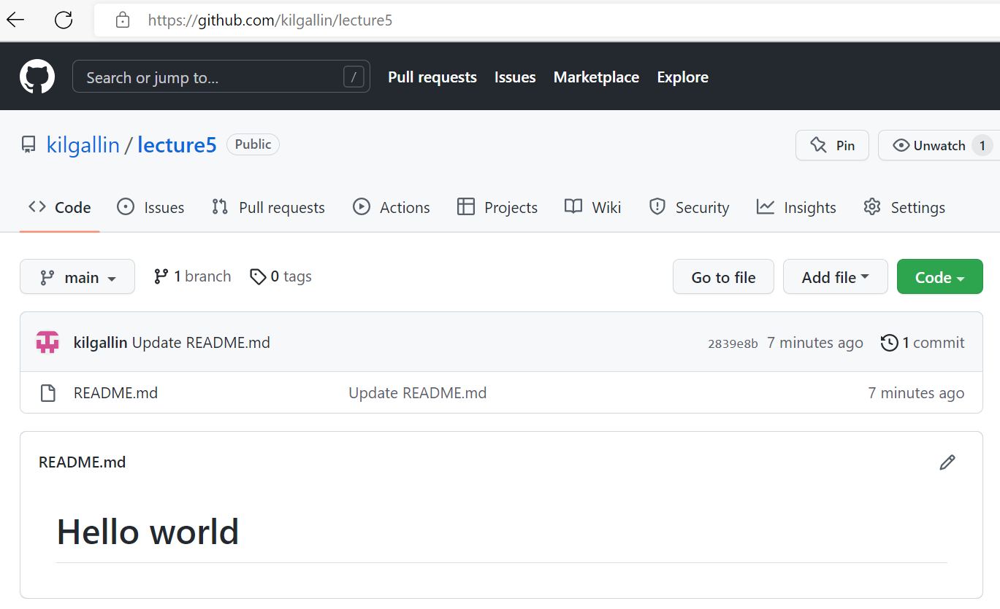 https://github.com/kilgallin/lecture5
Search or jump to... / Pull requests Issues Marketplace Explore
kilgallin / lecture5 Public Pin Unwatch 1
Code Issues Pull requests Actions Projects Wiki Security Insights Settings
main 1 branch 0 tags Go to file Add file Code
kilgallin Update README.md 2839e8b 7 minutes ago 1 commit
README.md Update README.md 7 minutes ago
README.md
Hello world